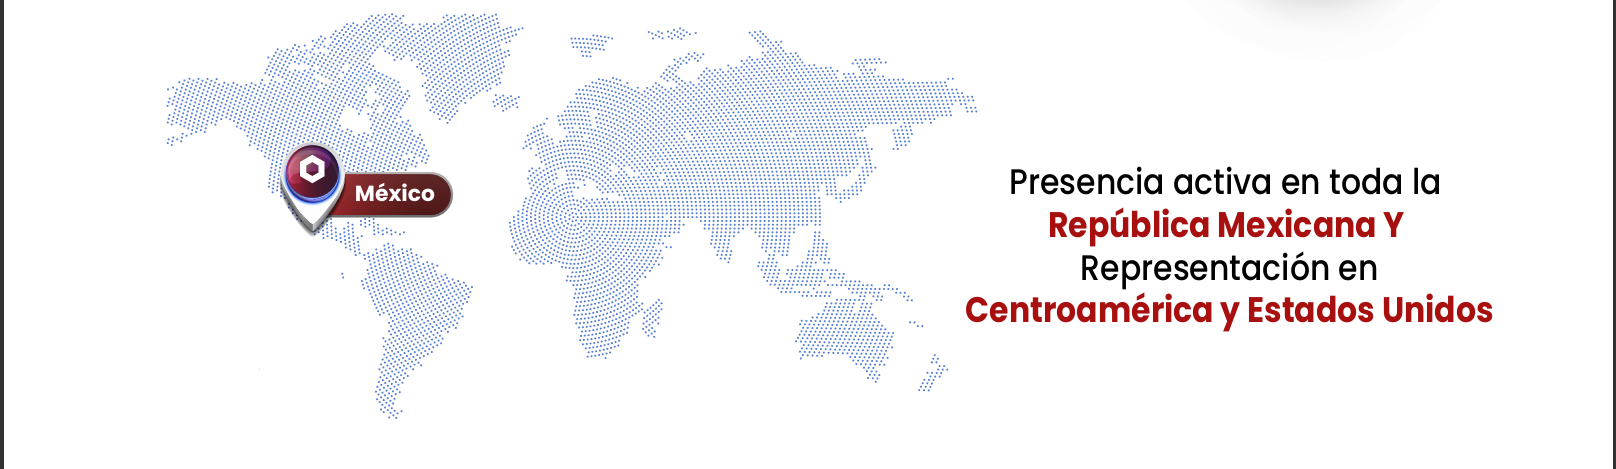 México
Presencia activa en toda la
República Mexicana Y
Representación en
Centroamérica y Estados Unidos